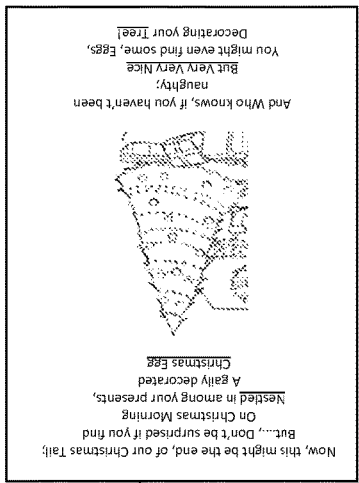 Now, this might be the end, of our Christmas Tail;
But...., Don't be surprised if you find
On Christmas Morning
Nestled in among your presents,
A gaily decorated
Christmas Egg
And Who knows, if you haven't been
naughty;
But Very Very Nice
You might even find some, Eggs,
Decorating your Tree!